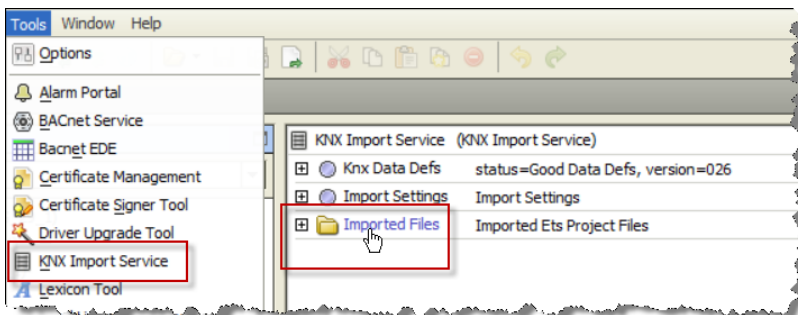 Tools Window Help
Options
Alarm Portal
BACnet Service
Bacnet EDE
Certificate Management
Certificate Signer Tool
Driver Upgrade Tool
KNX Import Service
Lexicon Tool
KNX Import Service (KNX Import Service)
Knx Data Defs status=Good Data Defs, version=026
Import Settings Import Settings
Imported Files Imported Ets Project Files